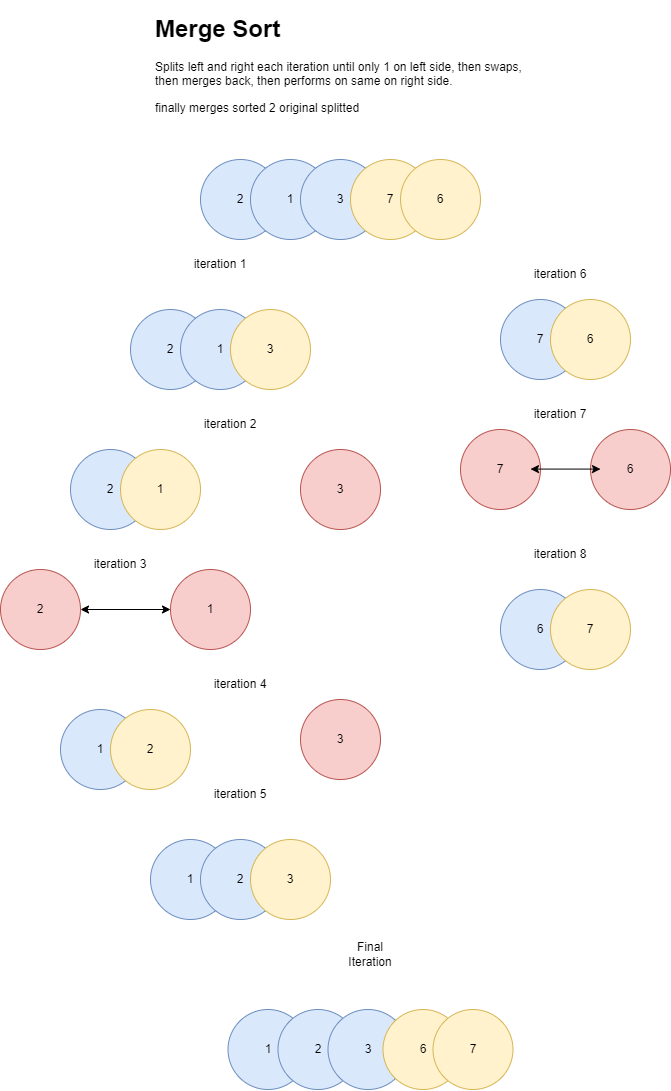 Merge Sort
Splits left and right each iteration until only 1 on left side, then swaps,
then merges back, then performs on same on right side.
finally merges sorted 2 original splitted
2 1 3 7 6
iteration 1
iteration 6
2 1 3
7 6
iteration 2
iteration 7
2 1
3
7 6
iteration 3
iteration 8
2 1
6 7
iteration 4
1 2
3
iteration 5
1 2 3
Final
Iteration
1 2 3 6 7